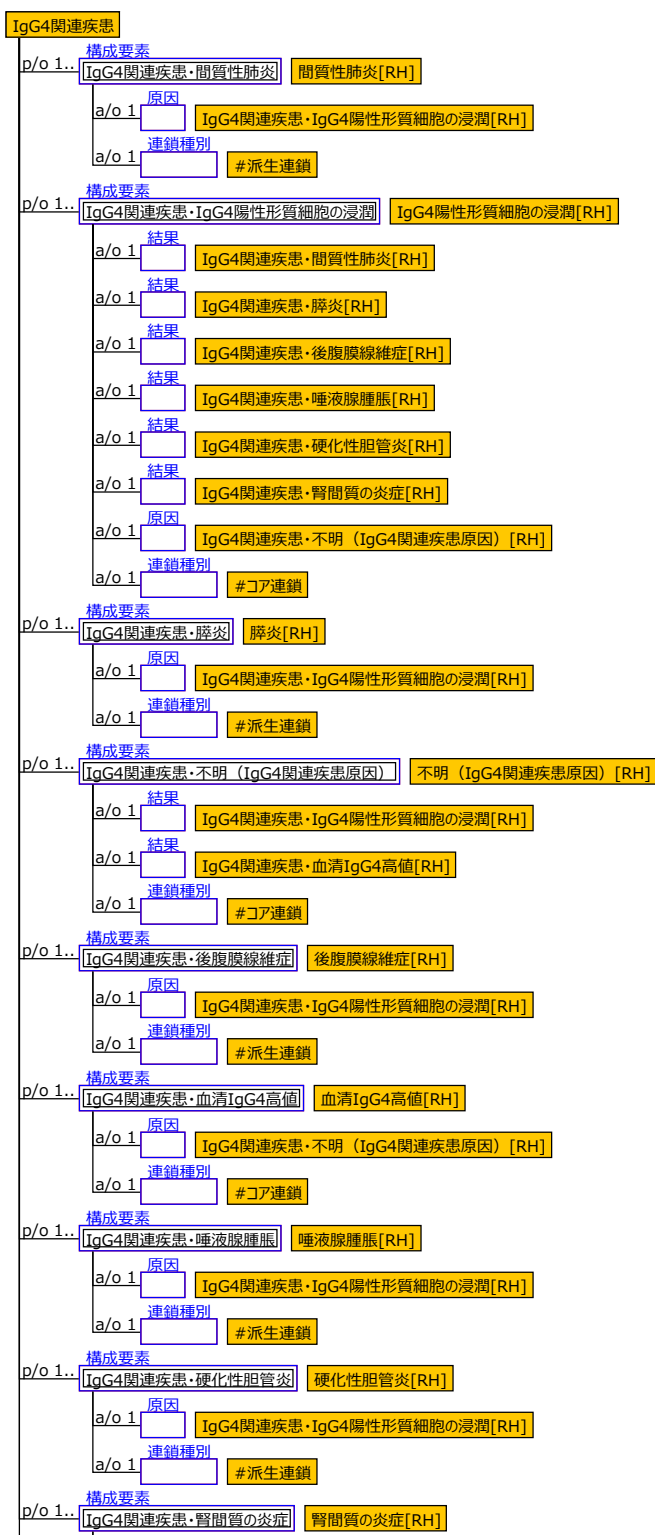 IgG4関連疾患
構成要素
p/o 1.. IgG4関連疾患・間質性肺炎 間質性肺炎[RH]
原因
a/o 1 IgG4関連疾患・IgG4陽性形質細胞の浸潤[RH]
連鎖種別
a/o 1 #派生連鎖
構成要素
p/o 1.. IgG4関連疾患・IgG4陽性形質細胞の浸潤 IgG4陽性形質細胞の浸潤[RH]
結果
a/o 1 IgG4関連疾患・間質性肺炎[RH]
結果
a/o 1 IgG4関連疾患・膵炎[RH]
結果
a/o 1 IgG4関連疾患・後腹膜線維症[RH]
結果
a/o 1 IgG4関連疾患・唾液腺腫脹[RH]
結果
a/o 1 IgG4関連疾患・硬化性胆管炎[RH]
結果
a/o 1 IgG4関連疾患・腎間質の炎症[RH]
原因
a/o 1 IgG4関連疾患・不明（IgG4関連疾患原因）[RH]
連鎖種別
a/o 1 #コア連鎖
構成要素
p/o 1.. IgG4関連疾患・膵炎 膵炎[RH]
原因
a/o 1 IgG4関連疾患・IgG4陽性形質細胞の浸潤[RH]
連鎖種別
a/o 1 #派生連鎖
構成要素
p/o 1.. IgG4関連疾患・不明（IgG4関連疾患原因） 不明（IgG4関連疾患原因）[RH]
結果
a/o 1 IgG4関連疾患・IgG4陽性形質細胞の浸潤[RH]
結果
a/o 1 IgG4関連疾患・血清IgG4高値[RH]
連鎖種別
a/o 1 #コア連鎖
構成要素
p/o 1.. IgG4関連疾患・後腹膜線維症 後腹膜線維症[RH]
原因
a/o 1 IgG4関連疾患・IgG4陽性形質細胞の浸潤[RH]
連鎖種別
a/o 1 #派生連鎖
構成要素
p/o 1.. IgG4関連疾患・血清IgG4高値 血清IgG4高値[RH]
原因
a/o 1 IgG4関連疾患・不明（IgG4関連疾患原因）[RH]
連鎖種別
a/o 1 #コア連鎖
構成要素
p/o 1.. IgG4関連疾患・唾液腺腫脹 唾液腺腫脹[RH]
原因
a/o 1 IgG4関連疾患・IgG4陽性形質細胞の浸潤[RH]
連鎖種別
a/o 1 #派生連鎖
構成要素
p/o 1.. IgG4関連疾患・硬化性胆管炎 硬化性胆管炎[RH]
原因
a/o 1 IgG4関連疾患・IgG4陽性形質細胞の浸潤[RH]
連鎖種別
a/o 1 #派生連鎖
構成要素
p/o 1.. IgG4関連疾患・腎間質の炎症 腎間質の炎症[RH]